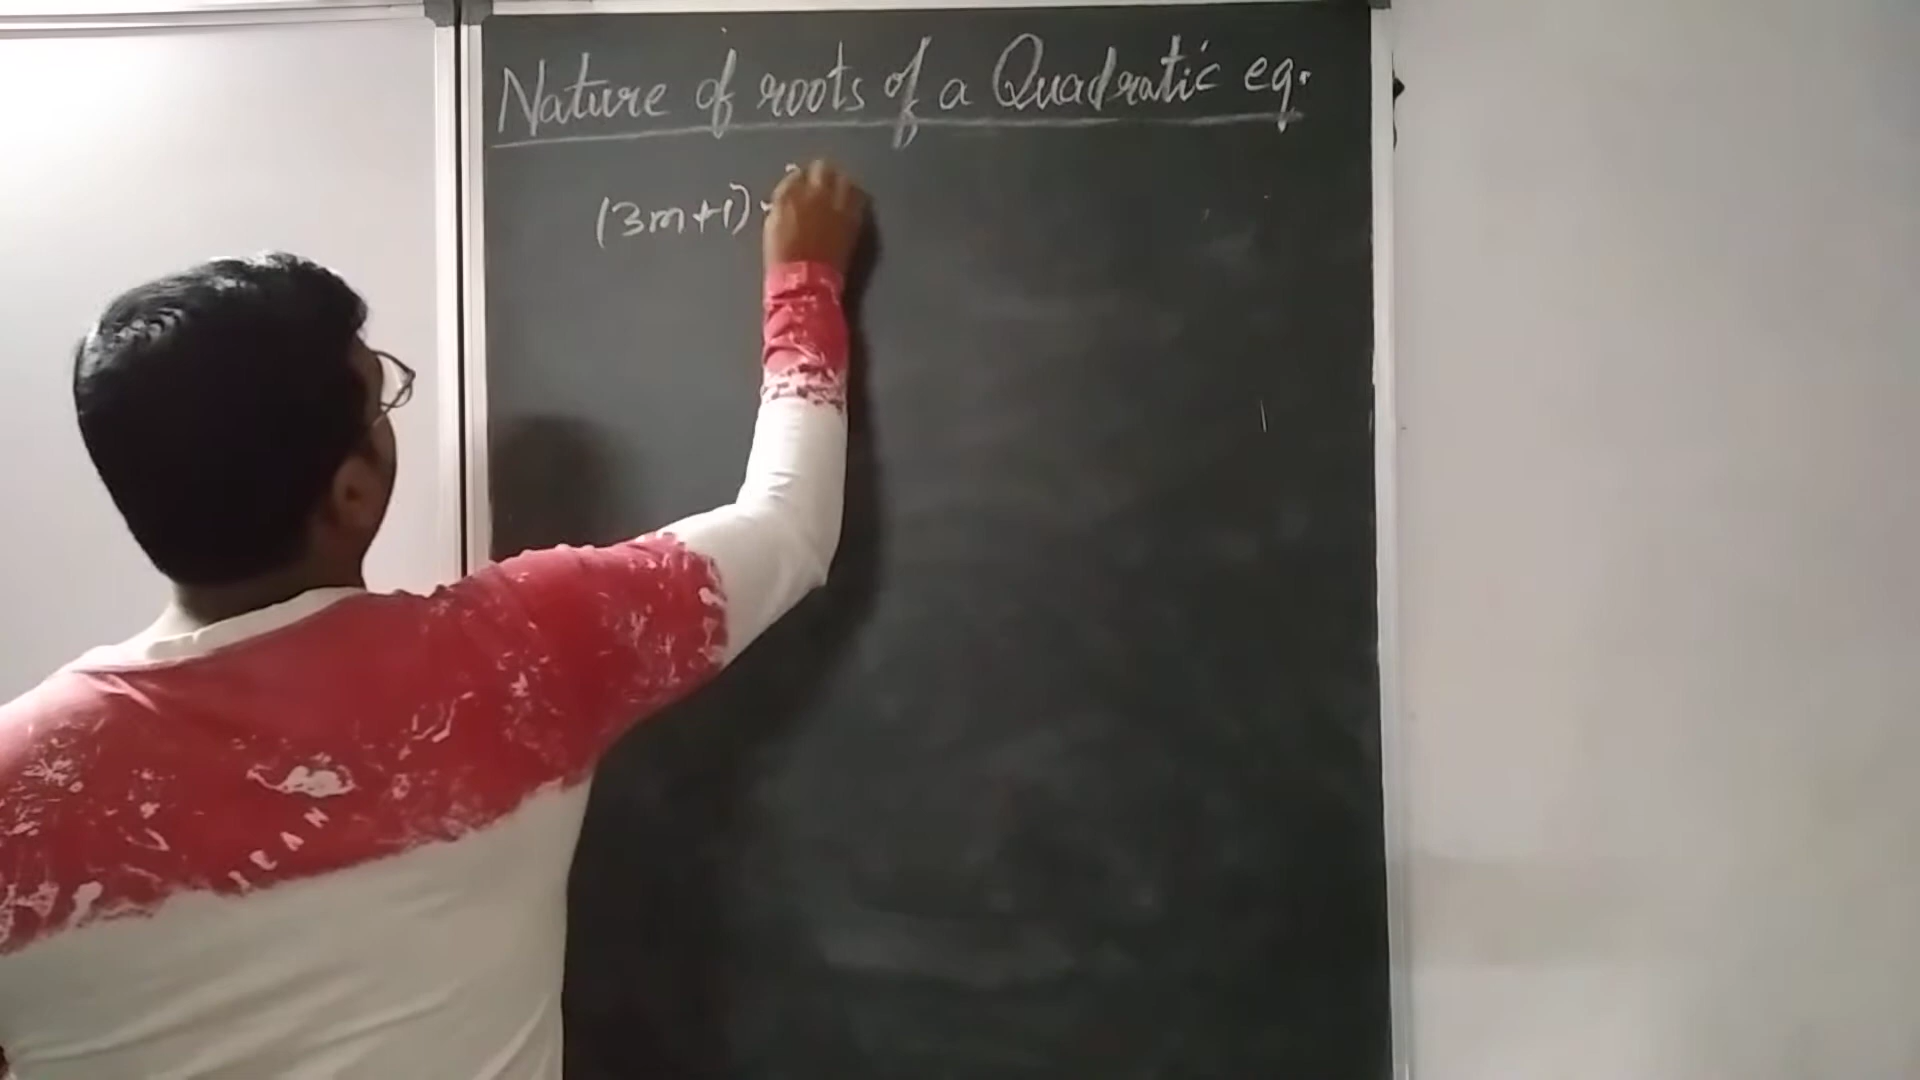 Nature of roots of a Quadratic eq.
(3m+1)